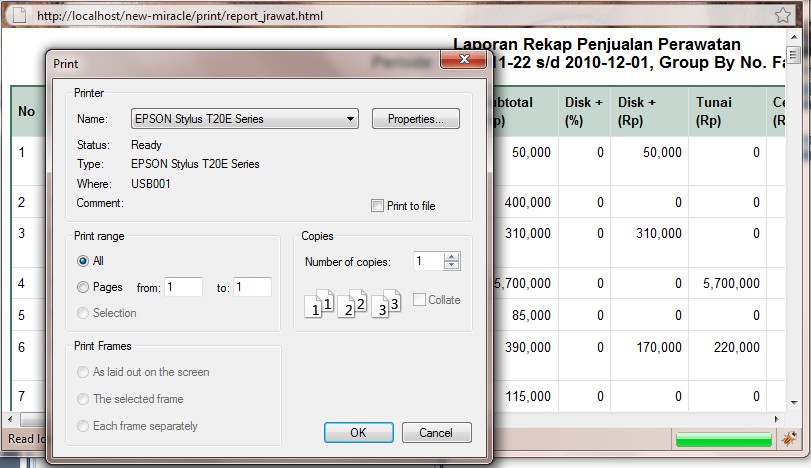 http://localhost/new-miracle/print/report_jrawat.html
Laporan Rekap Penjualan Perawatan
11-22 s/d 2010-12-01, Group By No. Fa
No
Disk + (%)
Disk + (Rp)
Tunai (Rp)
1 50,000 0 50,000 0
2 400,000 0 0 0
3 310,000 0 310,000 0
4 5,700,000 0 0 5,700,000
5 85,000 0 0 0
6 390,000 0 170,000 220,000
7 115,000 0 0 0
Print
Printer
Name: EPSON Stylus T20E Series Properties...
Status: Ready
Type: EPSON Stylus T20E Series
Where: USB001
Comment:
Print to file
Print range
All
Pages from: 1 to: 1
Selection
Copies
Number of copies: 1
1 1 2 2 3 3
Collate
Print Frames
As laid out on the screen
The selected frame
Each frame separately
OK Cancel
Read